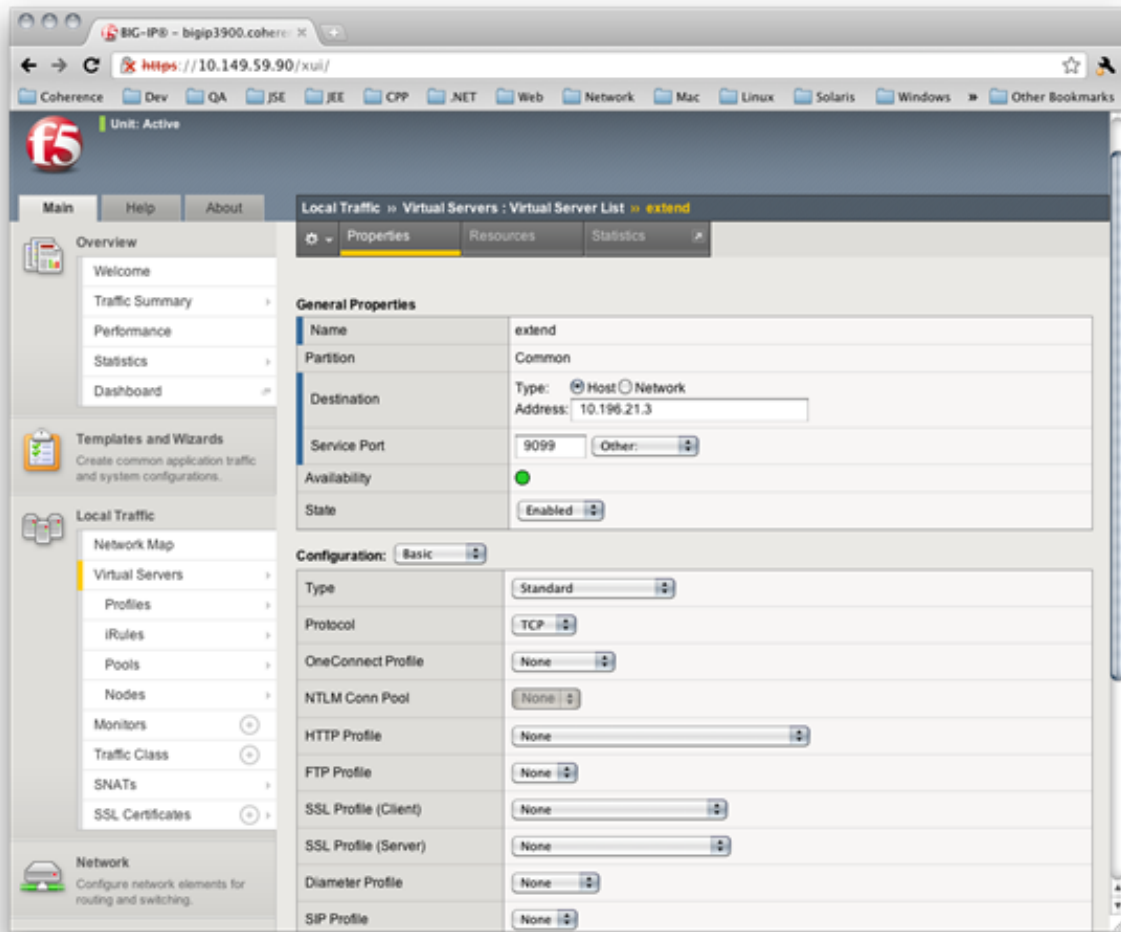 BIG-IP® - bigip3900.cohere
https://10.149.59.90/xui/
Coherence Dev QA JSE JEE CPP .NET Web Network Mac Linux Solaris Windows » Other Bookmarks
f5
Unit: Active
Main Help About
Local Traffic » Virtual Servers : Virtual Server List » extend
Properties Resources Statistics
Overview
Welcome
Traffic Summary
Performance
Statistics
Dashboard
Templates and Wizards
Create common application traffic
and system configurations.
Local Traffic
Network Map
Virtual Servers
Profiles
iRules
Pools
Nodes
Monitors
Traffic Class
SNATs
SSL Certificates
Network
Configure network elements for
routing and switching.
General Properties
Name extend
Partition Common
Destination
Type: Host Network
Address: 10.196.21.3
Service Port 9099 Other:
Availability
State Enabled
Configuration: Basic
Type Standard
Protocol TCP
OneConnect Profile None
NTLM Conn Pool None
HTTP Profile None
FTP Profile None
SSL Profile (Client) None
SSL Profile (Server) None
Diameter Profile None
SIP Profile None